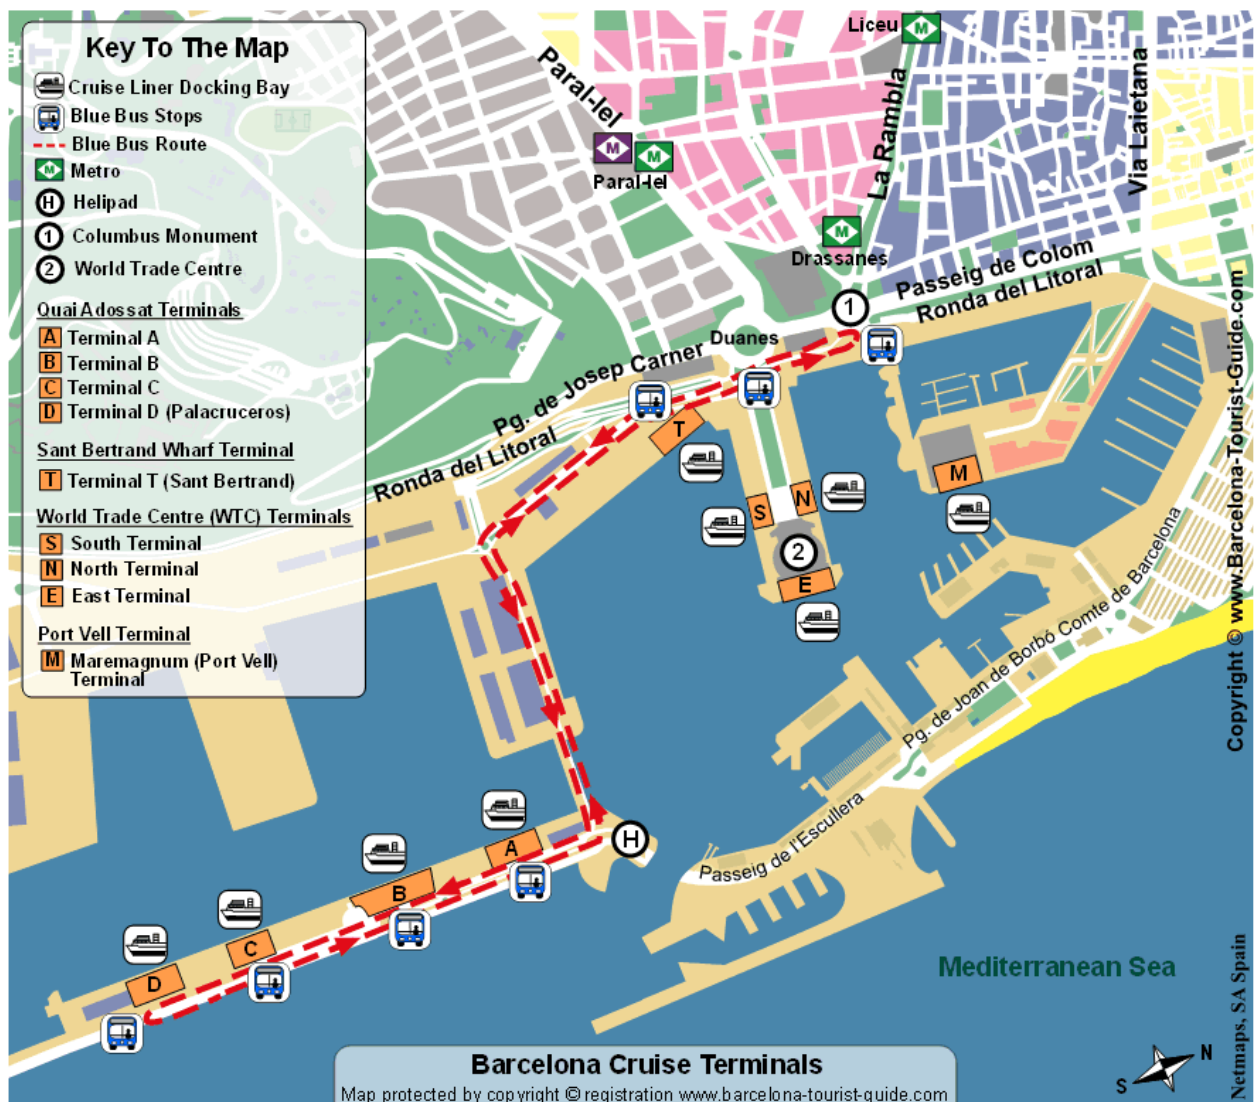 Key To The Map
Cruise Liner Docking Bay
Blue Bus Stops
Blue Bus Route
M Metro
H Helipad
1 Columbus Monument
2 World Trade Centre
Quai Adossat Terminals
A Terminal A
B Terminal B
C Terminal C
D Terminal D (Palacruceros)
Sant Bertrand Wharf Terminal
T Terminal T (Sant Bertrand)
World Trade Centre (WTC) Terminals
S South Terminal
N North Terminal
E East Terminal
Port Vell Terminal
M Maremagnum (Port Vell)
Terminal
Liceu M
Paral-lel
La Rambla
Via Laietana
M M
Paral-lel
M
Drassanes
Passeig de Colom
Ronda del Litoral
1
Duanes
Pg. de Josep Carner
Ronda del Litoral
T
S
N
2
E
M
Pg. de Joan de Borbó Comte de Barcelona
Passeig de l'Escullera
H
A
B
C
D
Mediterranean Sea
Copyright © www.Barcelona-Tourist-Guide.com
Netmaps, SA Spain
N
S
Barcelona Cruise Terminals
Map protected by copyright © registration www.barcelona-tourist-guide.com